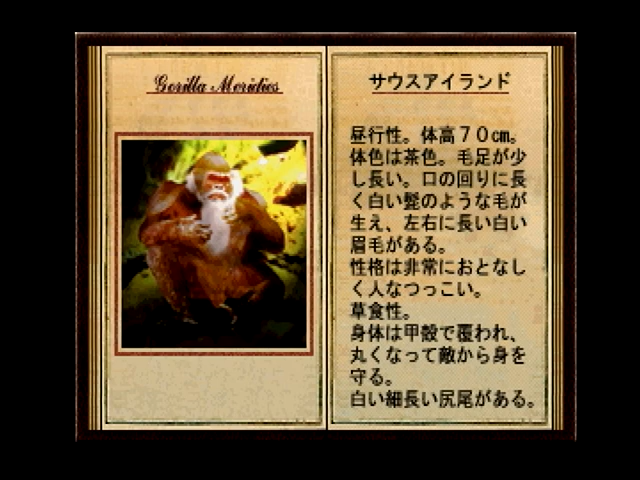 Gorilla Meridies
サウスアイランド
昼行性。体高７０cm。
体色は茶色。毛足が少
し長い。口の回りに長
く白い髭のような毛が
生え、左右に長い白い
眉毛がある。
性格は非常におとなし
く人なつっこい。
草食性。
身体は甲殻で覆われ、
丸くなって敵から身を
守る。
白い細長い尻尾がある。